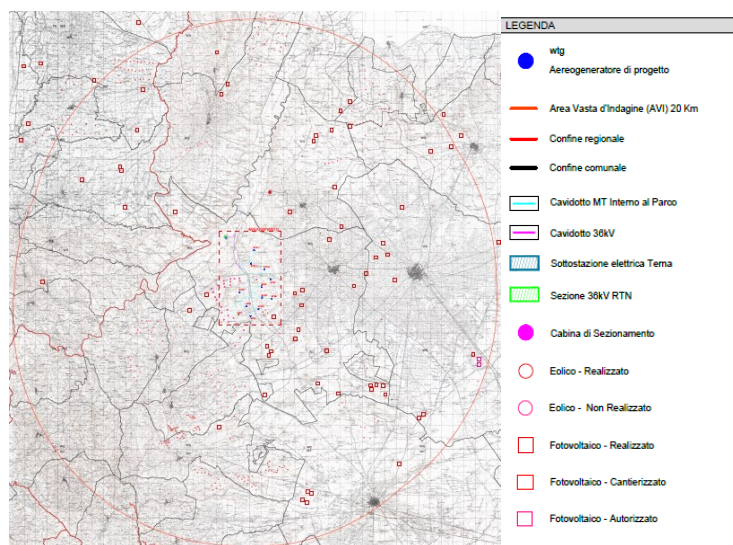 LEGENDA
wtg
Aereogeneratore di progetto
Area Vasta d'Indagine (AVI) 20 Km
Confine regionale
Confine comunale
Cavidotto MT Interno al Parco
Cavidotto 36kV
Sottostazione elettrica Terna
Sezione 36kV RTN
Cabina di Sezionamento
Eolico - Realizzato
Eolico - Non Realizzato
Fotovoltaico - Realizzato
Fotovoltaico - Cantierizzato
Fotovoltaico - Autorizzato